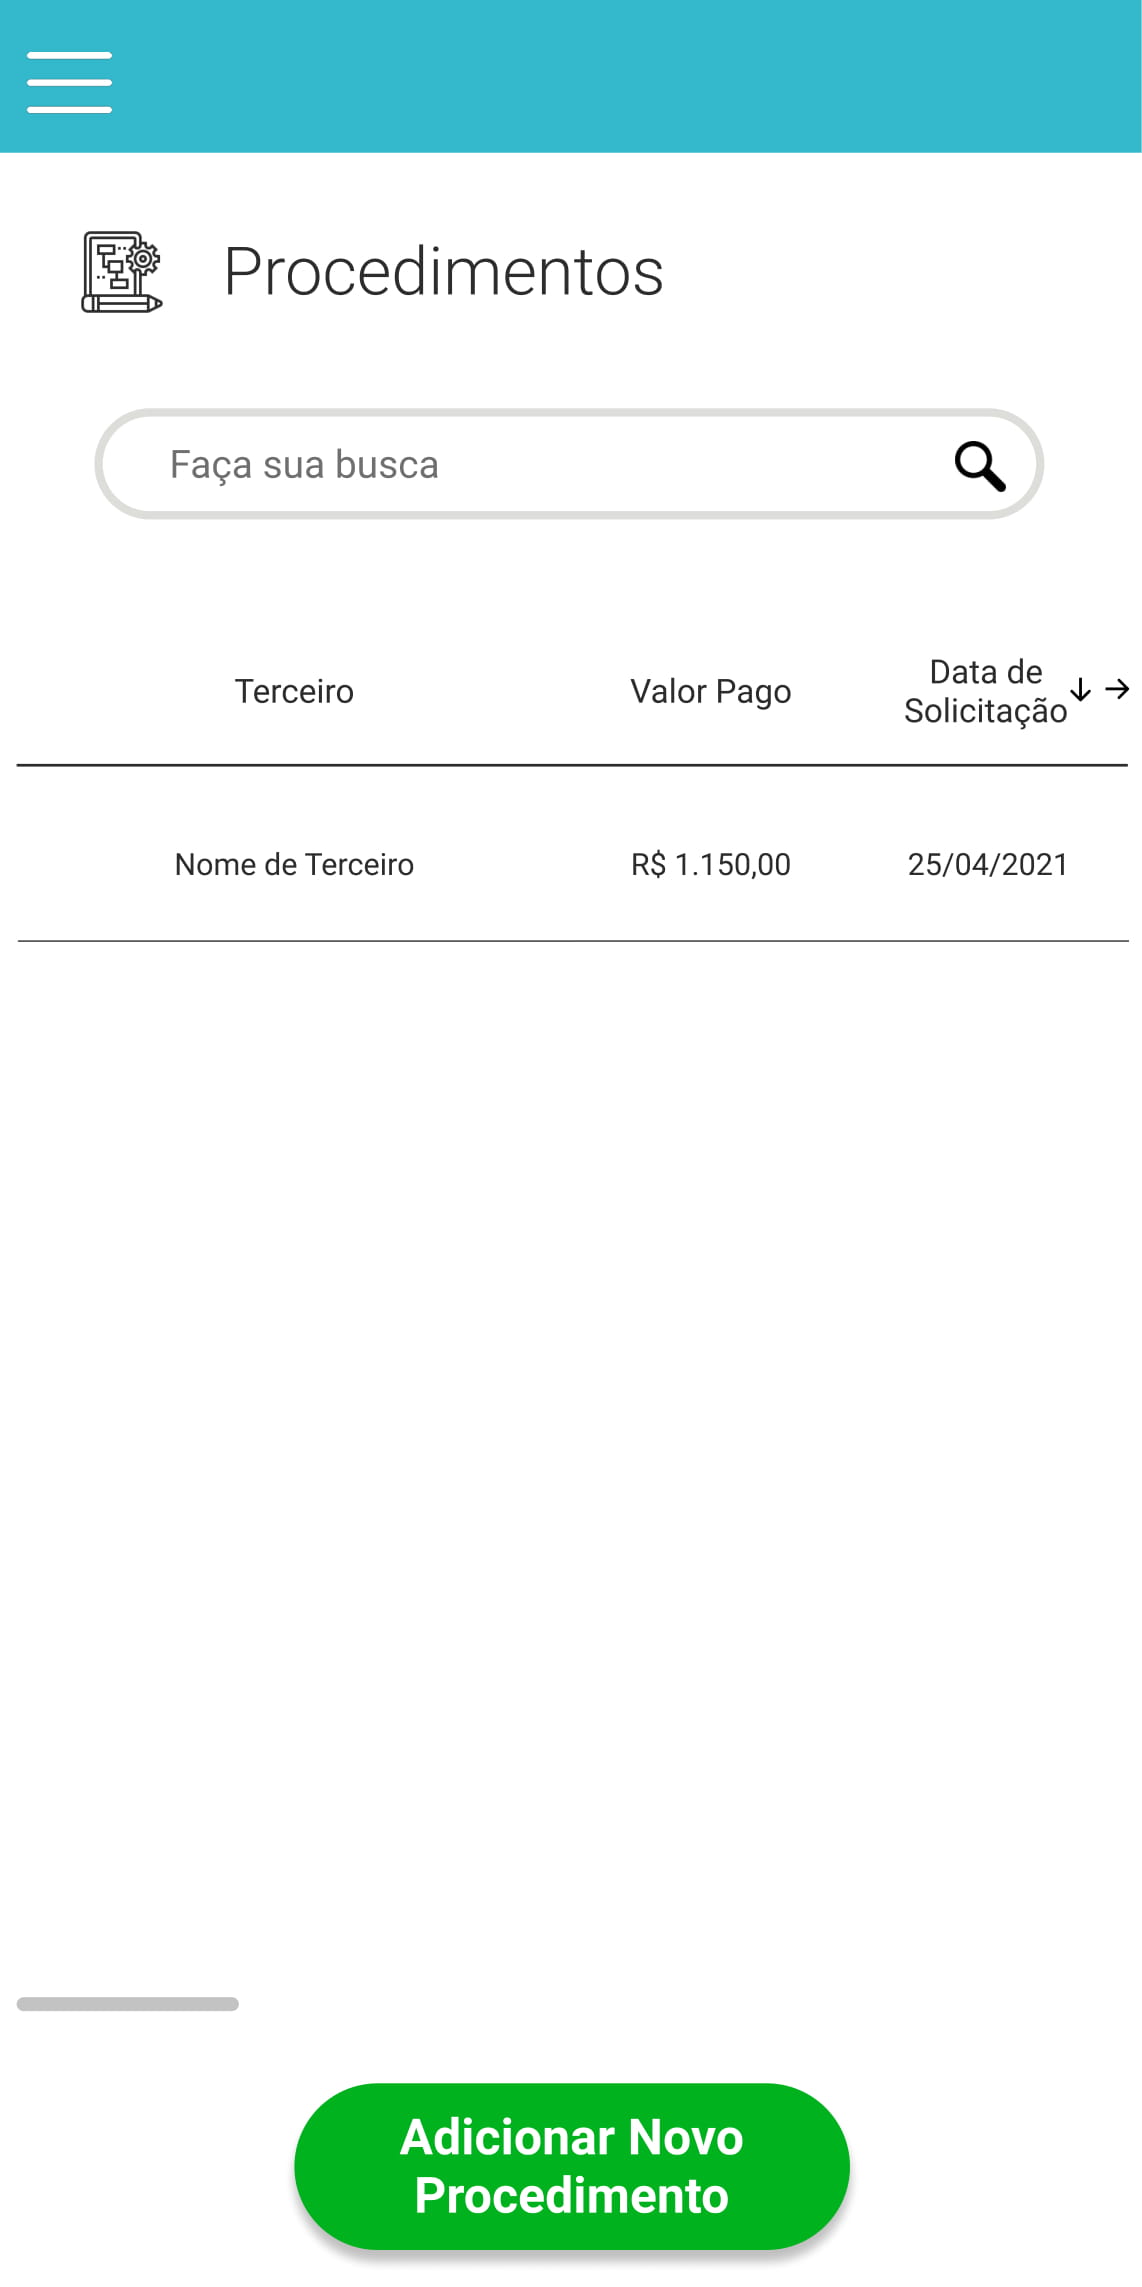 Procedimentos
Faça sua busca
Terceiro
Valor Pago
Data de
Solicitação
Nome de Terceiro
R$ 1.150,00
25/04/2021
Adicionar Novo
Procedimento